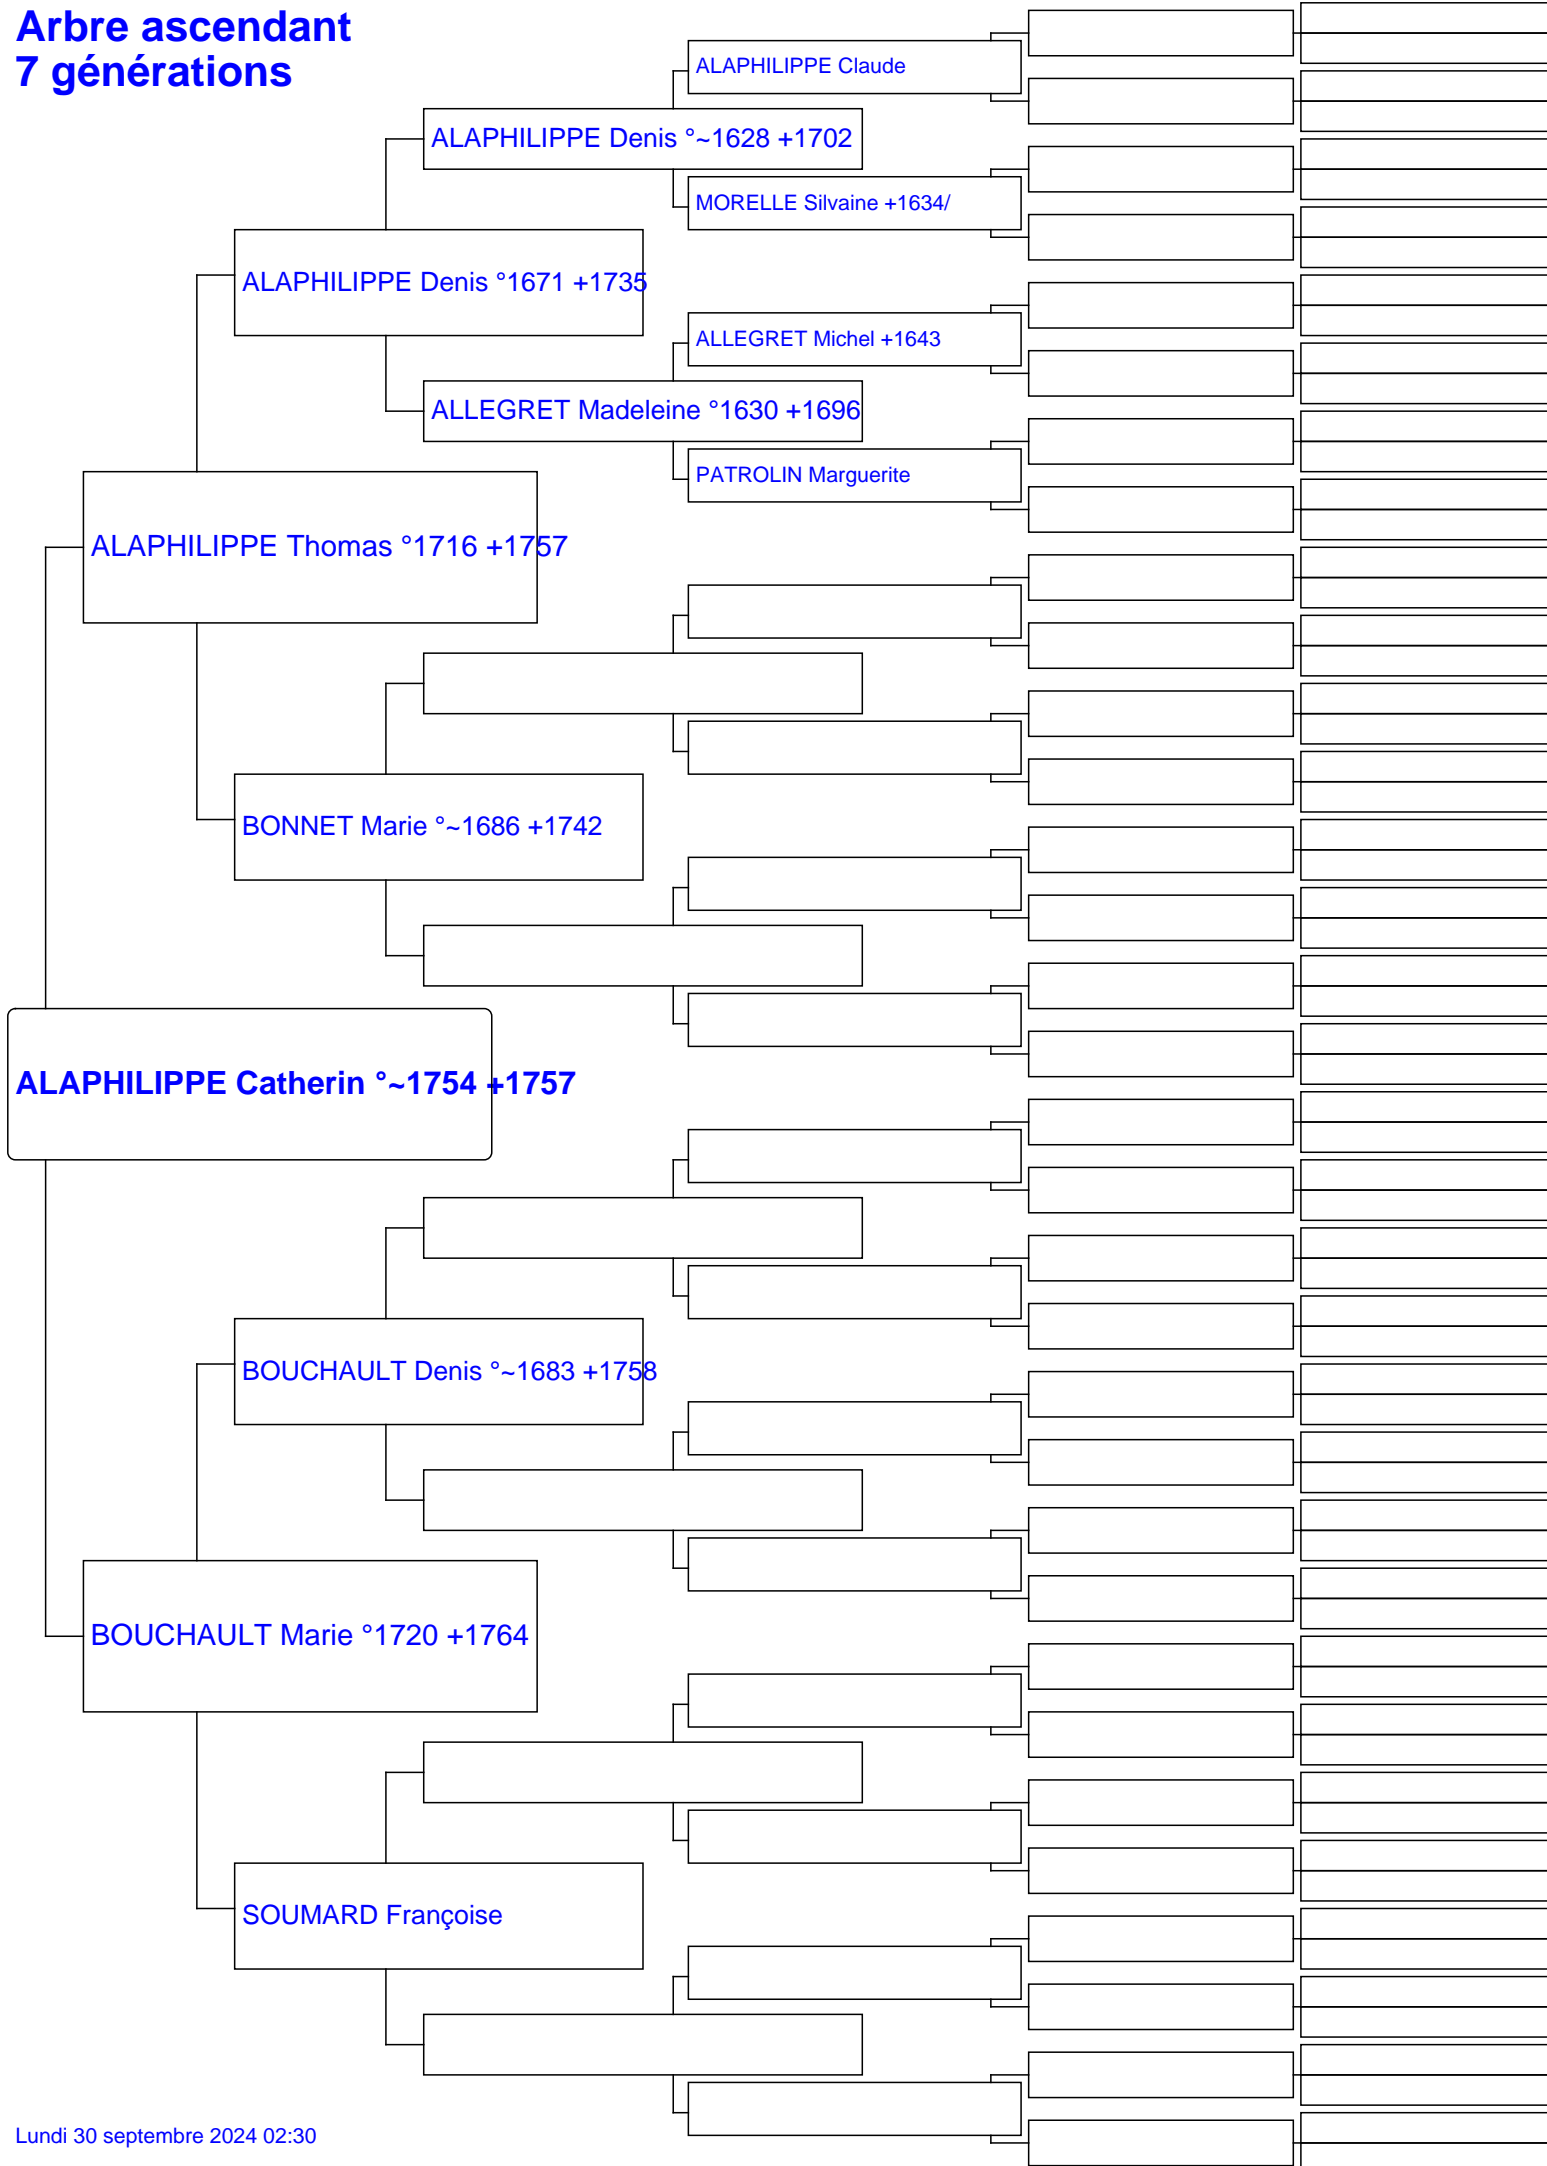 Arbre ascendant
7 générations
ALAPHILIPPE Claude
ALAPHILIPPE Denis °~1628 +1702
MORELLE Silvaine +1634/
ALAPHILIPPE Denis °1671 +1735
ALLEGRET Michel +1643
ALLEGRET Madeleine °1630 +1696
PATROLIN Marguerite
ALAPHILIPPE Thomas °1716 +1757
BONNET Marie °~1686 +1742
ALAPHILIPPE Catherin °~1754 +1757
BOUCHAULT Denis °~1683 +1758
BOUCHAULT Marie °1720 +1764
SOUMARD Françoise
Lundi 30 septembre 2024 02:30